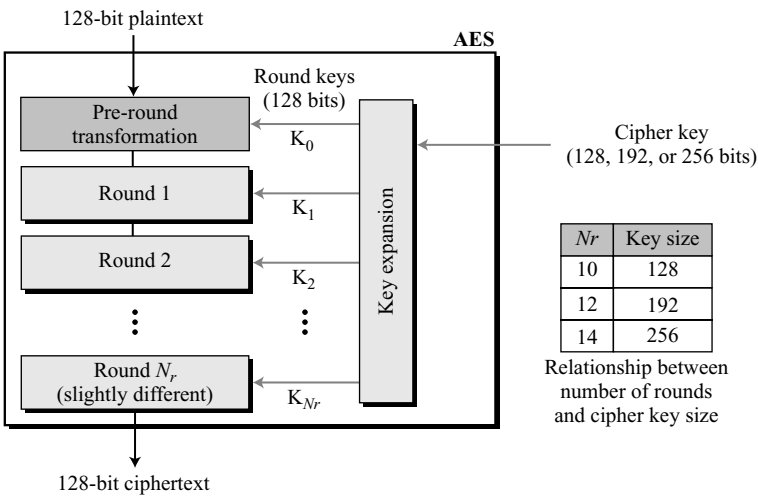 128-bit plaintext
AES
Round keys
(128 bits)
Pre-round
transformation
K0
Cipher key
(128, 192, or 256 bits)
Round 1
K1
Round 2
K2
Key expansion
Round Nr
(slightly different)
KNr
128-bit ciphertext
Nr Key size
10 128
12 192
14 256
Relationship between
number of rounds
and cipher key size